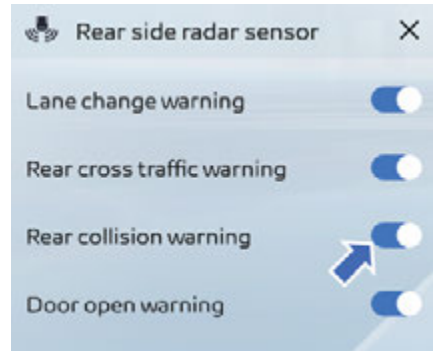 Rear side radar sensor
Lane change warning
Rear cross traffic warning
Rear collision warning
Door open warning